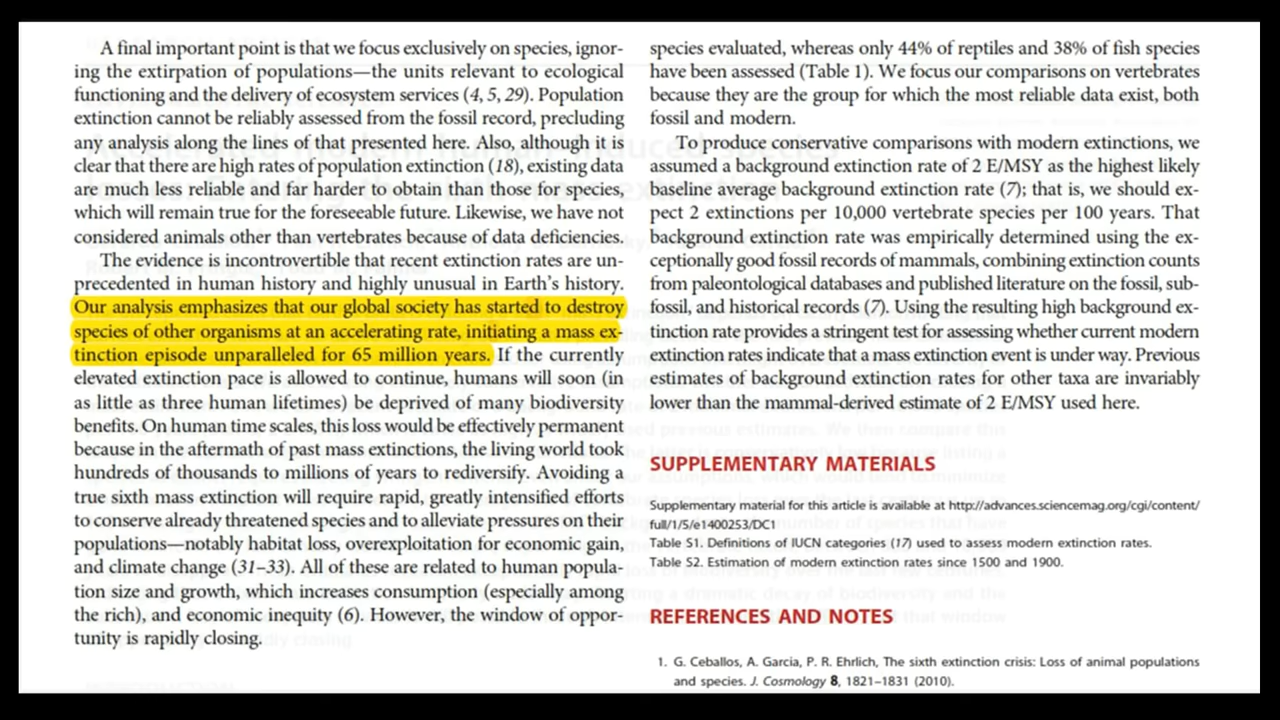 A final important point is that we focus exclusively on species, ignor-
ing the extirpation of populations—the units relevant to ecological
functioning and the delivery of ecosystem services (4, 5, 29). Population
extinction cannot be reliably assessed from the fossil record, precluding
any analysis along the lines of that presented here. Also, although it is
clear that there are high rates of population extinction (18), existing data
are much less reliable and far harder to obtain than those for species,
which will remain true for the foreseeable future. Likewise, we have not
considered animals other than vertebrates because of data deficiencies.
The evidence is incontrovertible that recent extinction rates are un-
precedented in human history and highly unusual in Earth's history.
Our analysis emphasizes that our global society has started to destroy
species of other organisms at an accelerating rate, initiating a mass ex-
tinction episode unparalleled for 65 million years. If the currently
elevated extinction pace is allowed to continue, humans will soon (in
as little as three human lifetimes) be deprived of many biodiversity
benefits. On human time scales, this loss would be effectively permanent
because in the aftermath of past mass extinctions, the living world took
hundreds of thousands to millions of years to rediversify. Avoiding a
true sixth mass extinction will require rapid, greatly intensified efforts
to conserve already threatened species and to alleviate pressures on their
populations—notably habitat loss, overexploitation for economic gain,
and climate change (31–33). All of these are related to human popula-
tion size and growth, which increases consumption (especially among
the rich), and economic inequity (6). However, the window of oppor-
tunity is rapidly closing.
species evaluated, whereas only 44% of reptiles and 38% of fish species
have been assessed (Table 1). We focus our comparisons on vertebrates
because they are the group for which the most reliable data exist, both
fossil and modern.
To produce conservative comparisons with modern extinctions, we
assumed a background extinction rate of 2 E/MSY as the highest likely
baseline average background extinction rate (7); that is, we should ex-
pect 2 extinctions per 10,000 vertebrate species per 100 years. That
background extinction rate was empirically determined using the ex-
ceptionally good fossil records of mammals, combining extinction counts
from paleontological databases and published literature on the fossil, sub-
fossil, and historical records (7). Using the resulting high background ex-
tinction rate provides a stringent test for assessing whether current modern
extinction rates indicate that a mass extinction event is under way. Previous
estimates of background extinction rates for other taxa are invariably
lower than the mammal-derived estimate of 2 E/MSY used here.
SUPPLEMENTARY MATERIALS
Supplementary material for this article is available at http://advances.sciencemag.org/cgi/content/
full/1/5/e1400253/DC1
Table S1. Definitions of IUCN categories (17) used to assess modern extinction rates.
Table S2. Estimation of modern extinction rates since 1500 and 1900.
REFERENCES AND NOTES
1. G. Ceballos, A. Garcia, P. R. Ehrlich, The sixth extinction crisis: Loss of animal populations
and species. J. Cosmology 8, 1821–1831 (2010).